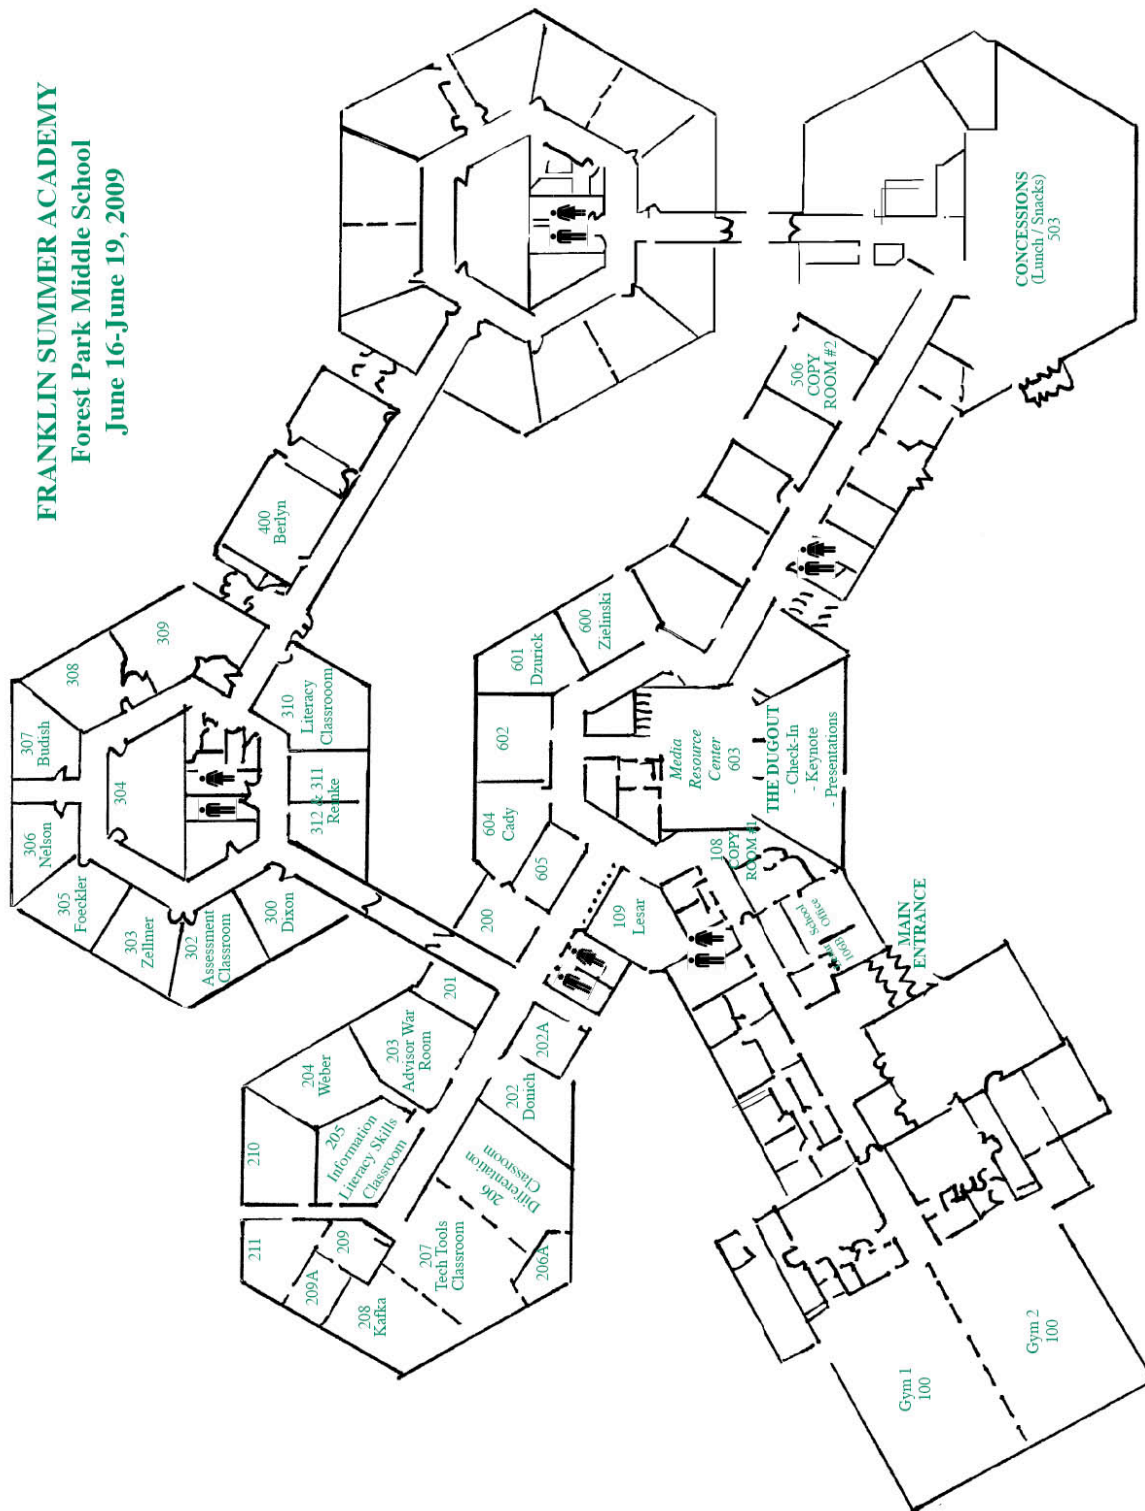 FRANKLIN SUMMER ACADEMY
Forest Park Middle School
June 16-June 19, 2009
307
Budish
308
309
306
Nelson
304
305
Foeckler
303
Zellmer
302
Assessment
Classroom
300
Dixon
310
Literacy
Classrooom
312 & 311
Reinke
400
Berlyn
506
COPY
ROOM #2
CONCESSIONS
(Lunch / Snacks)
503
601
Dzurick
600
Zielinski
602
604
Cady
605
Media
Resource
Center
603
THE DUGOUT
- Check-In
- Keynote
- Presentations
200
201
109
Lesar
108
COPY
ROOM #1
School
Office
100B
MAIN
ENTRANCE
203
Advisor War
Room
204
Weber
202A
202
Donich
205
Information
Literacy Skills
Classroom
210
206
Differentiation
Classroom
211
209
209A
207
Tech Tools
Classroom
206A
208
Kafka
Gym 1
100
Gym 2
100